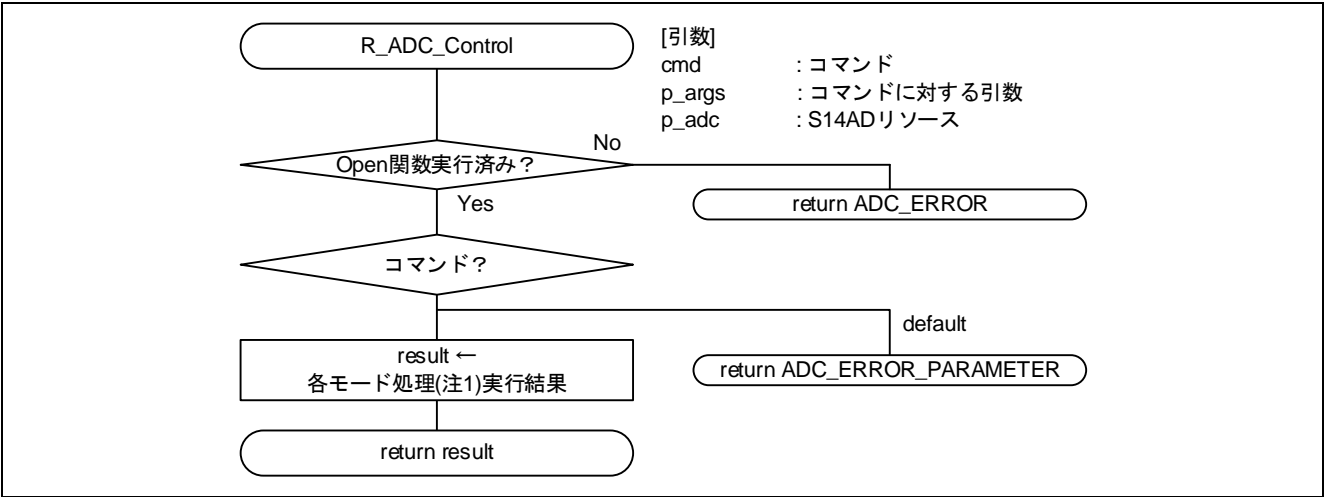 R_ADC_Control
[引数]
cmd : コマンド
p_args : コマンドに対する引数
p_adc : S14ADリソース
Open関数実行済み？
No
return ADC_ERROR
Yes
コマンド？
default
return ADC_ERROR_PARAMETER
result ←
各モード処理(注1)実行結果
return result